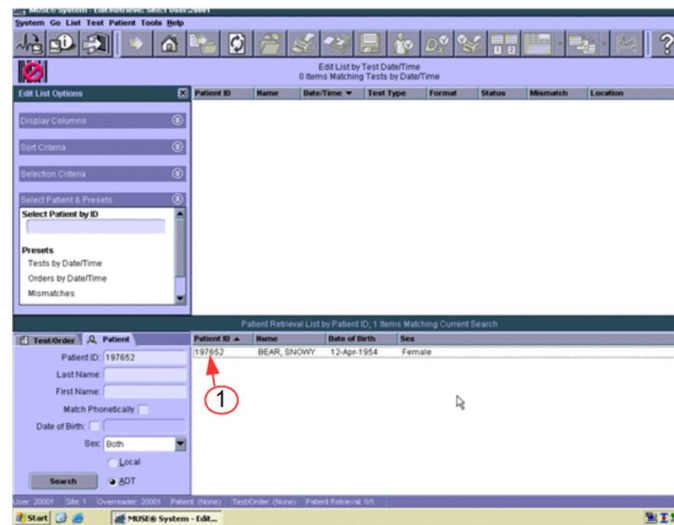 MUSE® System - Edit/Retrieve: Site:1 User:20001
System Go List Test Patient Tools Help
Edit List by Test Date/Time
0 Items Matching Tests by Date/Time
Edit List Options
Patient ID Name Date/Time Test Type Format Status Mismatch Location
Display Columns
Sort Criteria
Selection Criteria
Select Patient & Presets
Select Patient by ID
Presets
Tests by Date/Time
Orders by Date/Time
Mismatches
Patient Retrieval List by Patient ID, 1 Items Matching Current Search
Test/Order Patient
Patient ID Name Date of Birth Sex
197652 BEAR, SNOWY 12-Apr-1954 Female
Patient ID: 197652
Last Name:
First Name:
Match Phonetically
Date of Birth:
Sex: Both
Local
Search ADT
1
User: 20001 Site: 1 Overreader: 20001 Patient: (None) Test/Order: (None) Patient Retrieval: 0/1
Start MUSE® System - Edit...